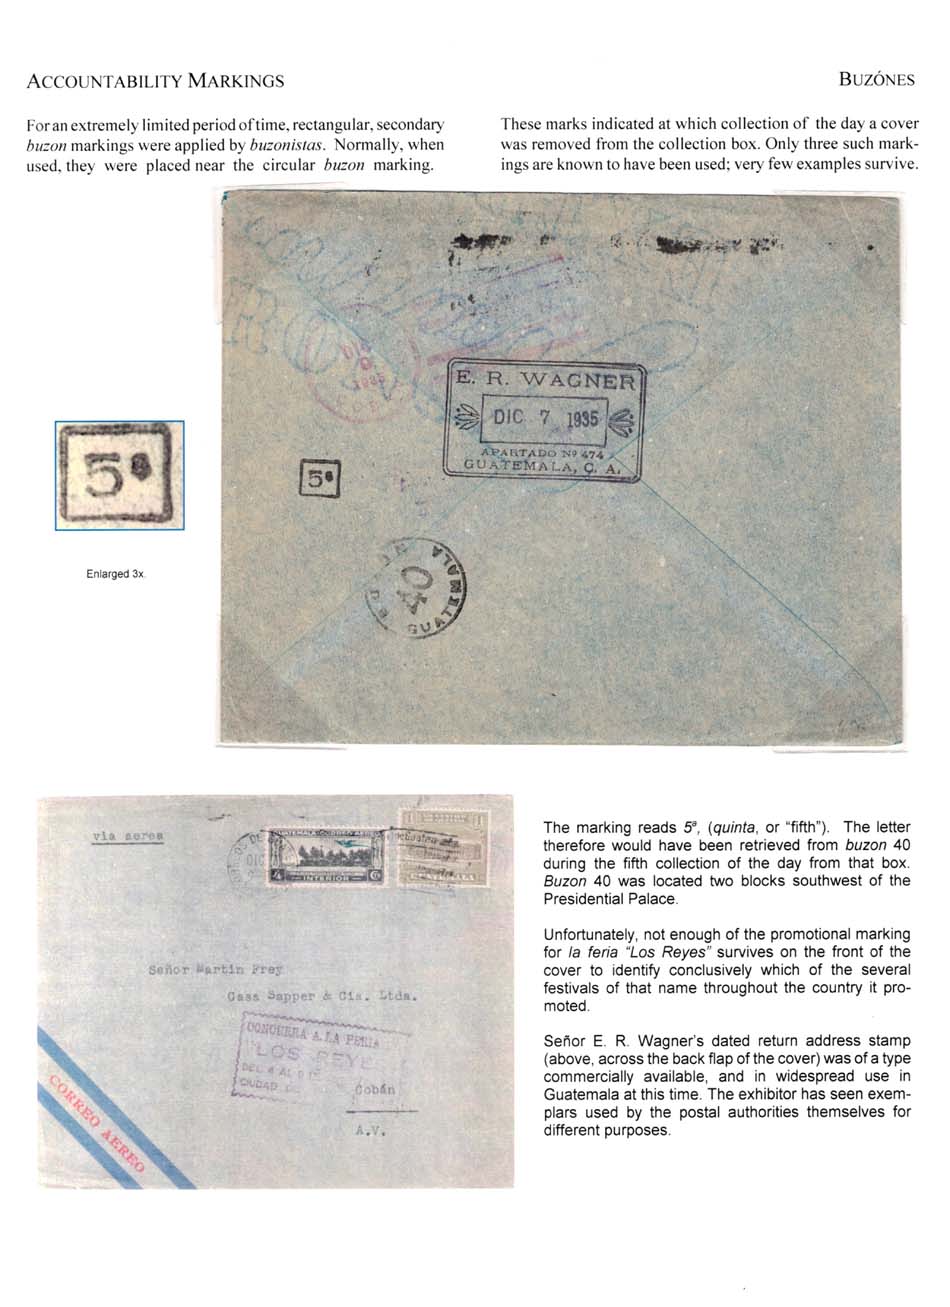 ACCOUNTABILITY MARKINGS
BUZÓNES
For an extremely limited period of time, rectangular, secondary
buzon markings were applied by buzonistas. Normally, when
used, they were placed near the circular buzon marking.
These marks indicated at which collection of the day a cover
was removed from the collection box. Only three such mark-
ings are known to have been used; very few examples survive.
E. R. WAGNER
DIC 7 1935
APARTADO Nº 474
GUATEMALA, C. A.
5ª
5ª
Enlarged 3x.
40
GUATEMALA
via aerea
GUATEMALA-CORREO AEREO
4
INTERIOR
Señor Martin Frey
Cass Sapper & Cia. Ltda.
CONCURRA A LA FERIA
"LOS REYE
DEL 4 AL
CIUDAD DE
Cobán
A.V.
CORREO AEREO
The marking reads 5ª, (quinta, or “fifth”). The letter
therefore would have been retrieved from buzon 40
during the fifth collection of the day from that box.
Buzon 40 was located two blocks southwest of the
Presidential Palace.
Unfortunately, not enough of the promotional marking
for la feria “Los Reyes” survives on the front of the
cover to identify conclusively which of the several
festivals of that name throughout the country it pro-
moted.
Señor E. R. Wagner's dated return address stamp
(above, across the back flap of the cover) was of a type
commercially available, and in widespread use in
Guatemala at this time. The exhibitor has seen exem-
plars used by the postal authorities themselves for
different purposes.